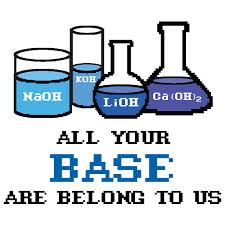 NaOH
KOH
LiOH
Ca(OH)₂
ALL YOUR
BASE
ARE BELONG TO US